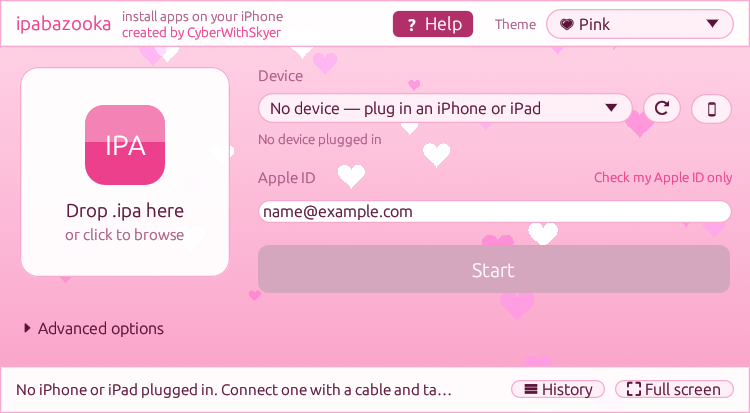 ipabazooka
install apps on your iPhone
created by CyberWithSkyer
? Help
Theme
Pink
Device
No device — plug in an iPhone or iPad
No device plugged in
IPA
Drop .ipa here
or click to browse
Apple ID
Check my Apple ID only
name@example.com
Start
Advanced options
No iPhone or iPad plugged in. Connect one with a cable and ta…
History
Full screen